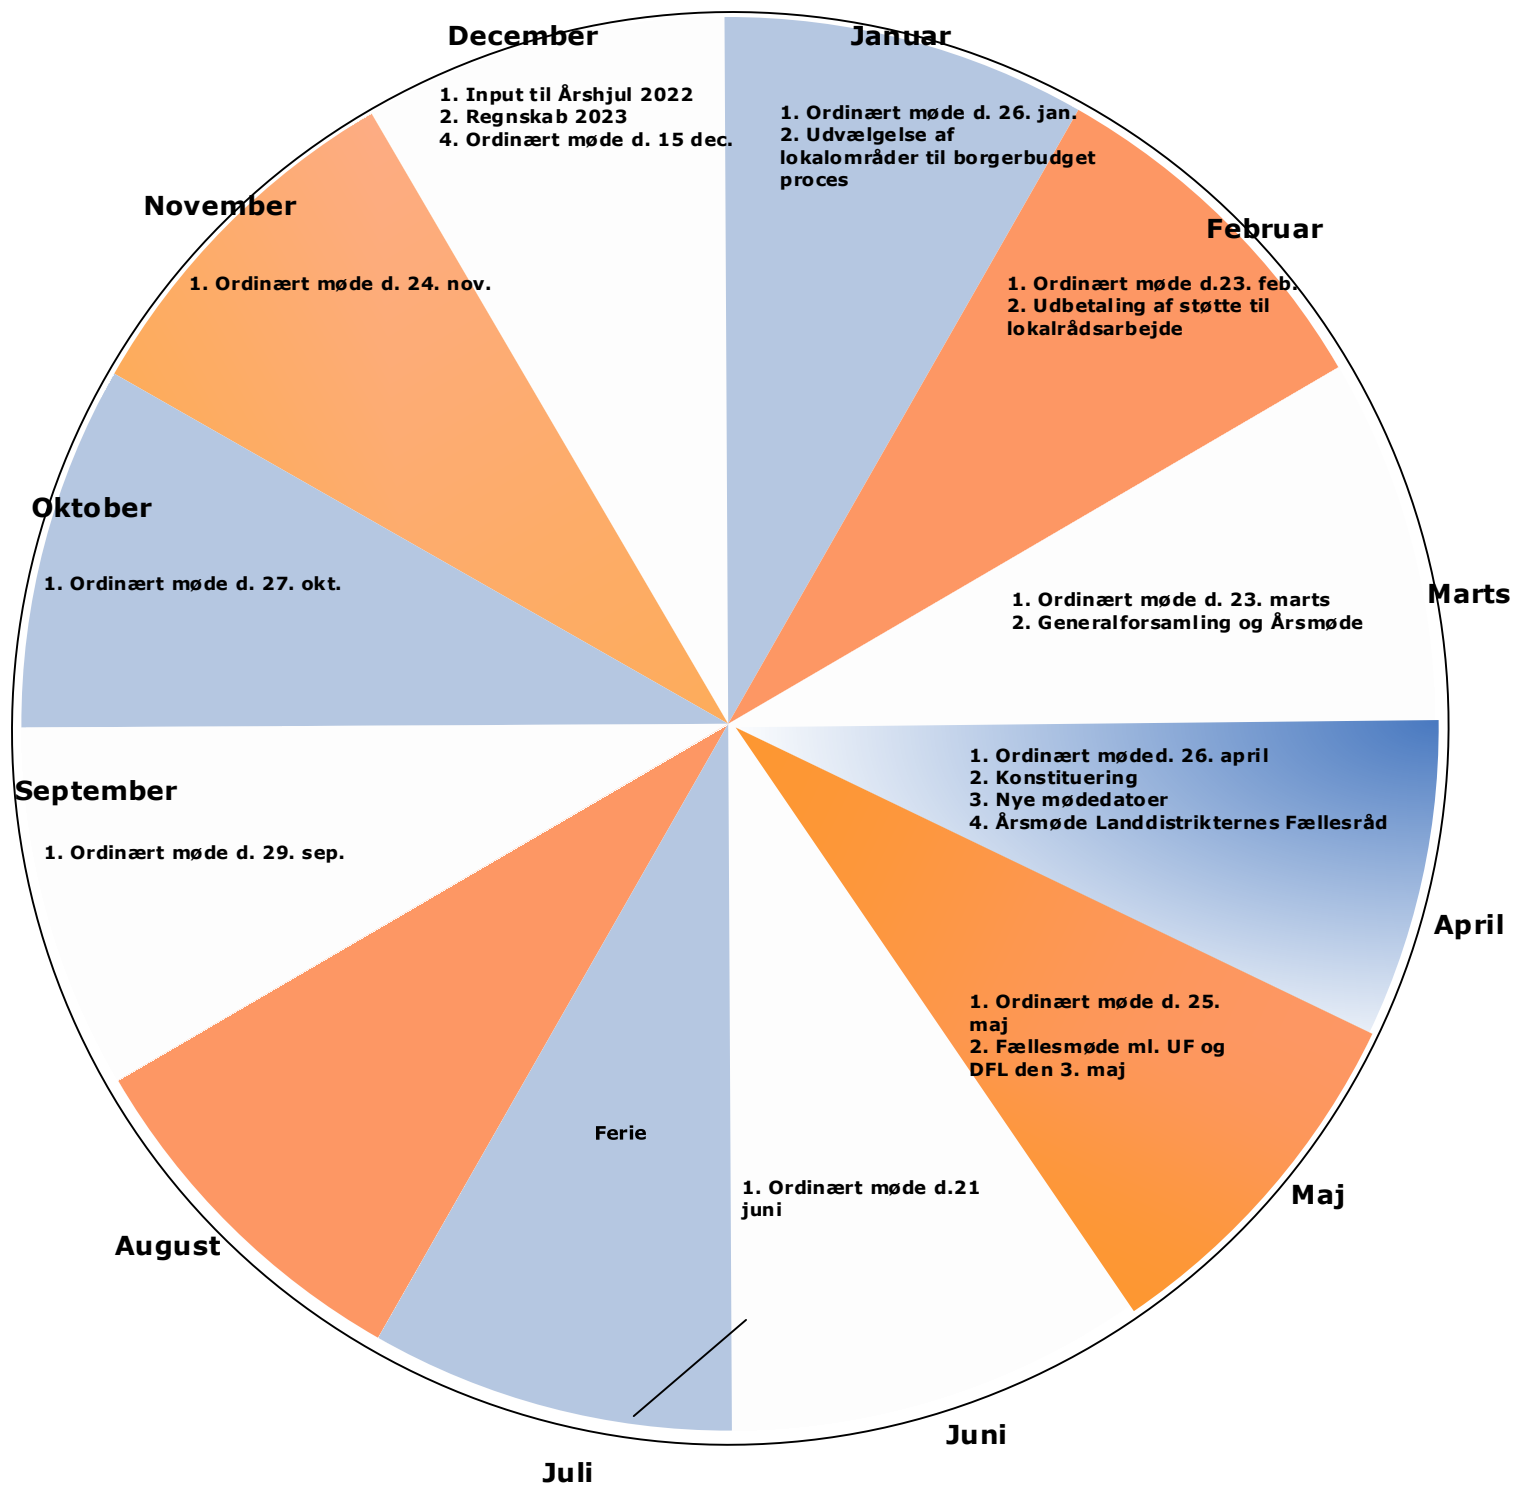 Januar
1. Ordinært møde d. 26. jan.
2. Udvælgelse af
lokalområder til borgerbudget
proces
Februar
1. Ordinært møde d.23. feb.
2. Udbetaling af støtte til
lokalrådsarbejde
Marts
1. Ordinært møde d. 23. marts
2. Generalforsamling og Årsmøde
April
1. Ordinært møded. 26. april
2. Konstituering
3. Nye mødedatoer
4. Årsmøde Landdistrikternes Fællesråd
Maj
1. Ordinært møde d. 25.
maj
2. Fællesmøde ml. UF og
DFL den 3. maj
Juni
1. Ordinært møde d.21
juni
Juli
Ferie
August
September
1. Ordinært møde d. 29. sep.
Oktober
1. Ordinært møde d. 27. okt.
November
1. Ordinært møde d. 24. nov.
December
1. Input til Årshjul 2022
2. Regnskab 2023
4. Ordinært møde d. 15 dec.